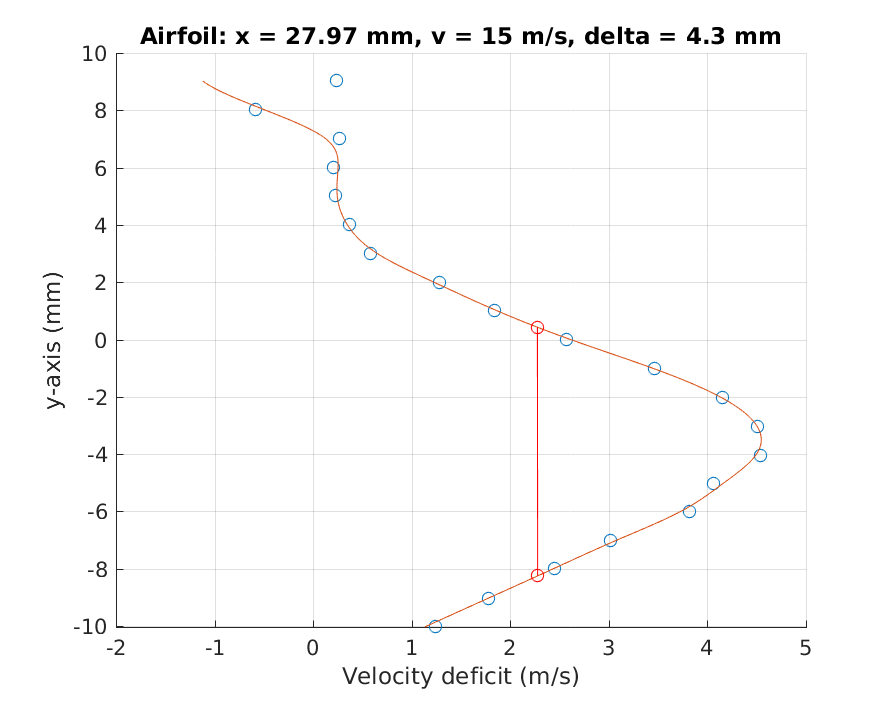 Airfoil: x = 27.97 mm, v = 15 m/s, delta = 4.3 mm
10
8
6
4
2
0
-2
-4
-6
-8
-10
y-axis (mm)
-2 -1 0 1 2 3 4 5
Velocity deficit (m/s)